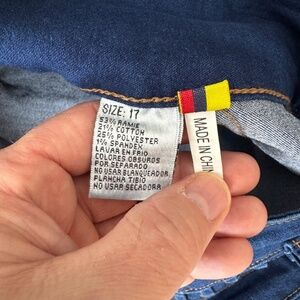 SIZE: 17
53% RAMIE
21% COTTON
25% POLYESTER
1% SPANDEX
LAVAR EN FRIO
COLORES OBSUROS
POR SEPARADO
NO USAR BLANQUEADOR
PLANCHA TIBIO
NO USAR SECADORA
MADE IN CHIN